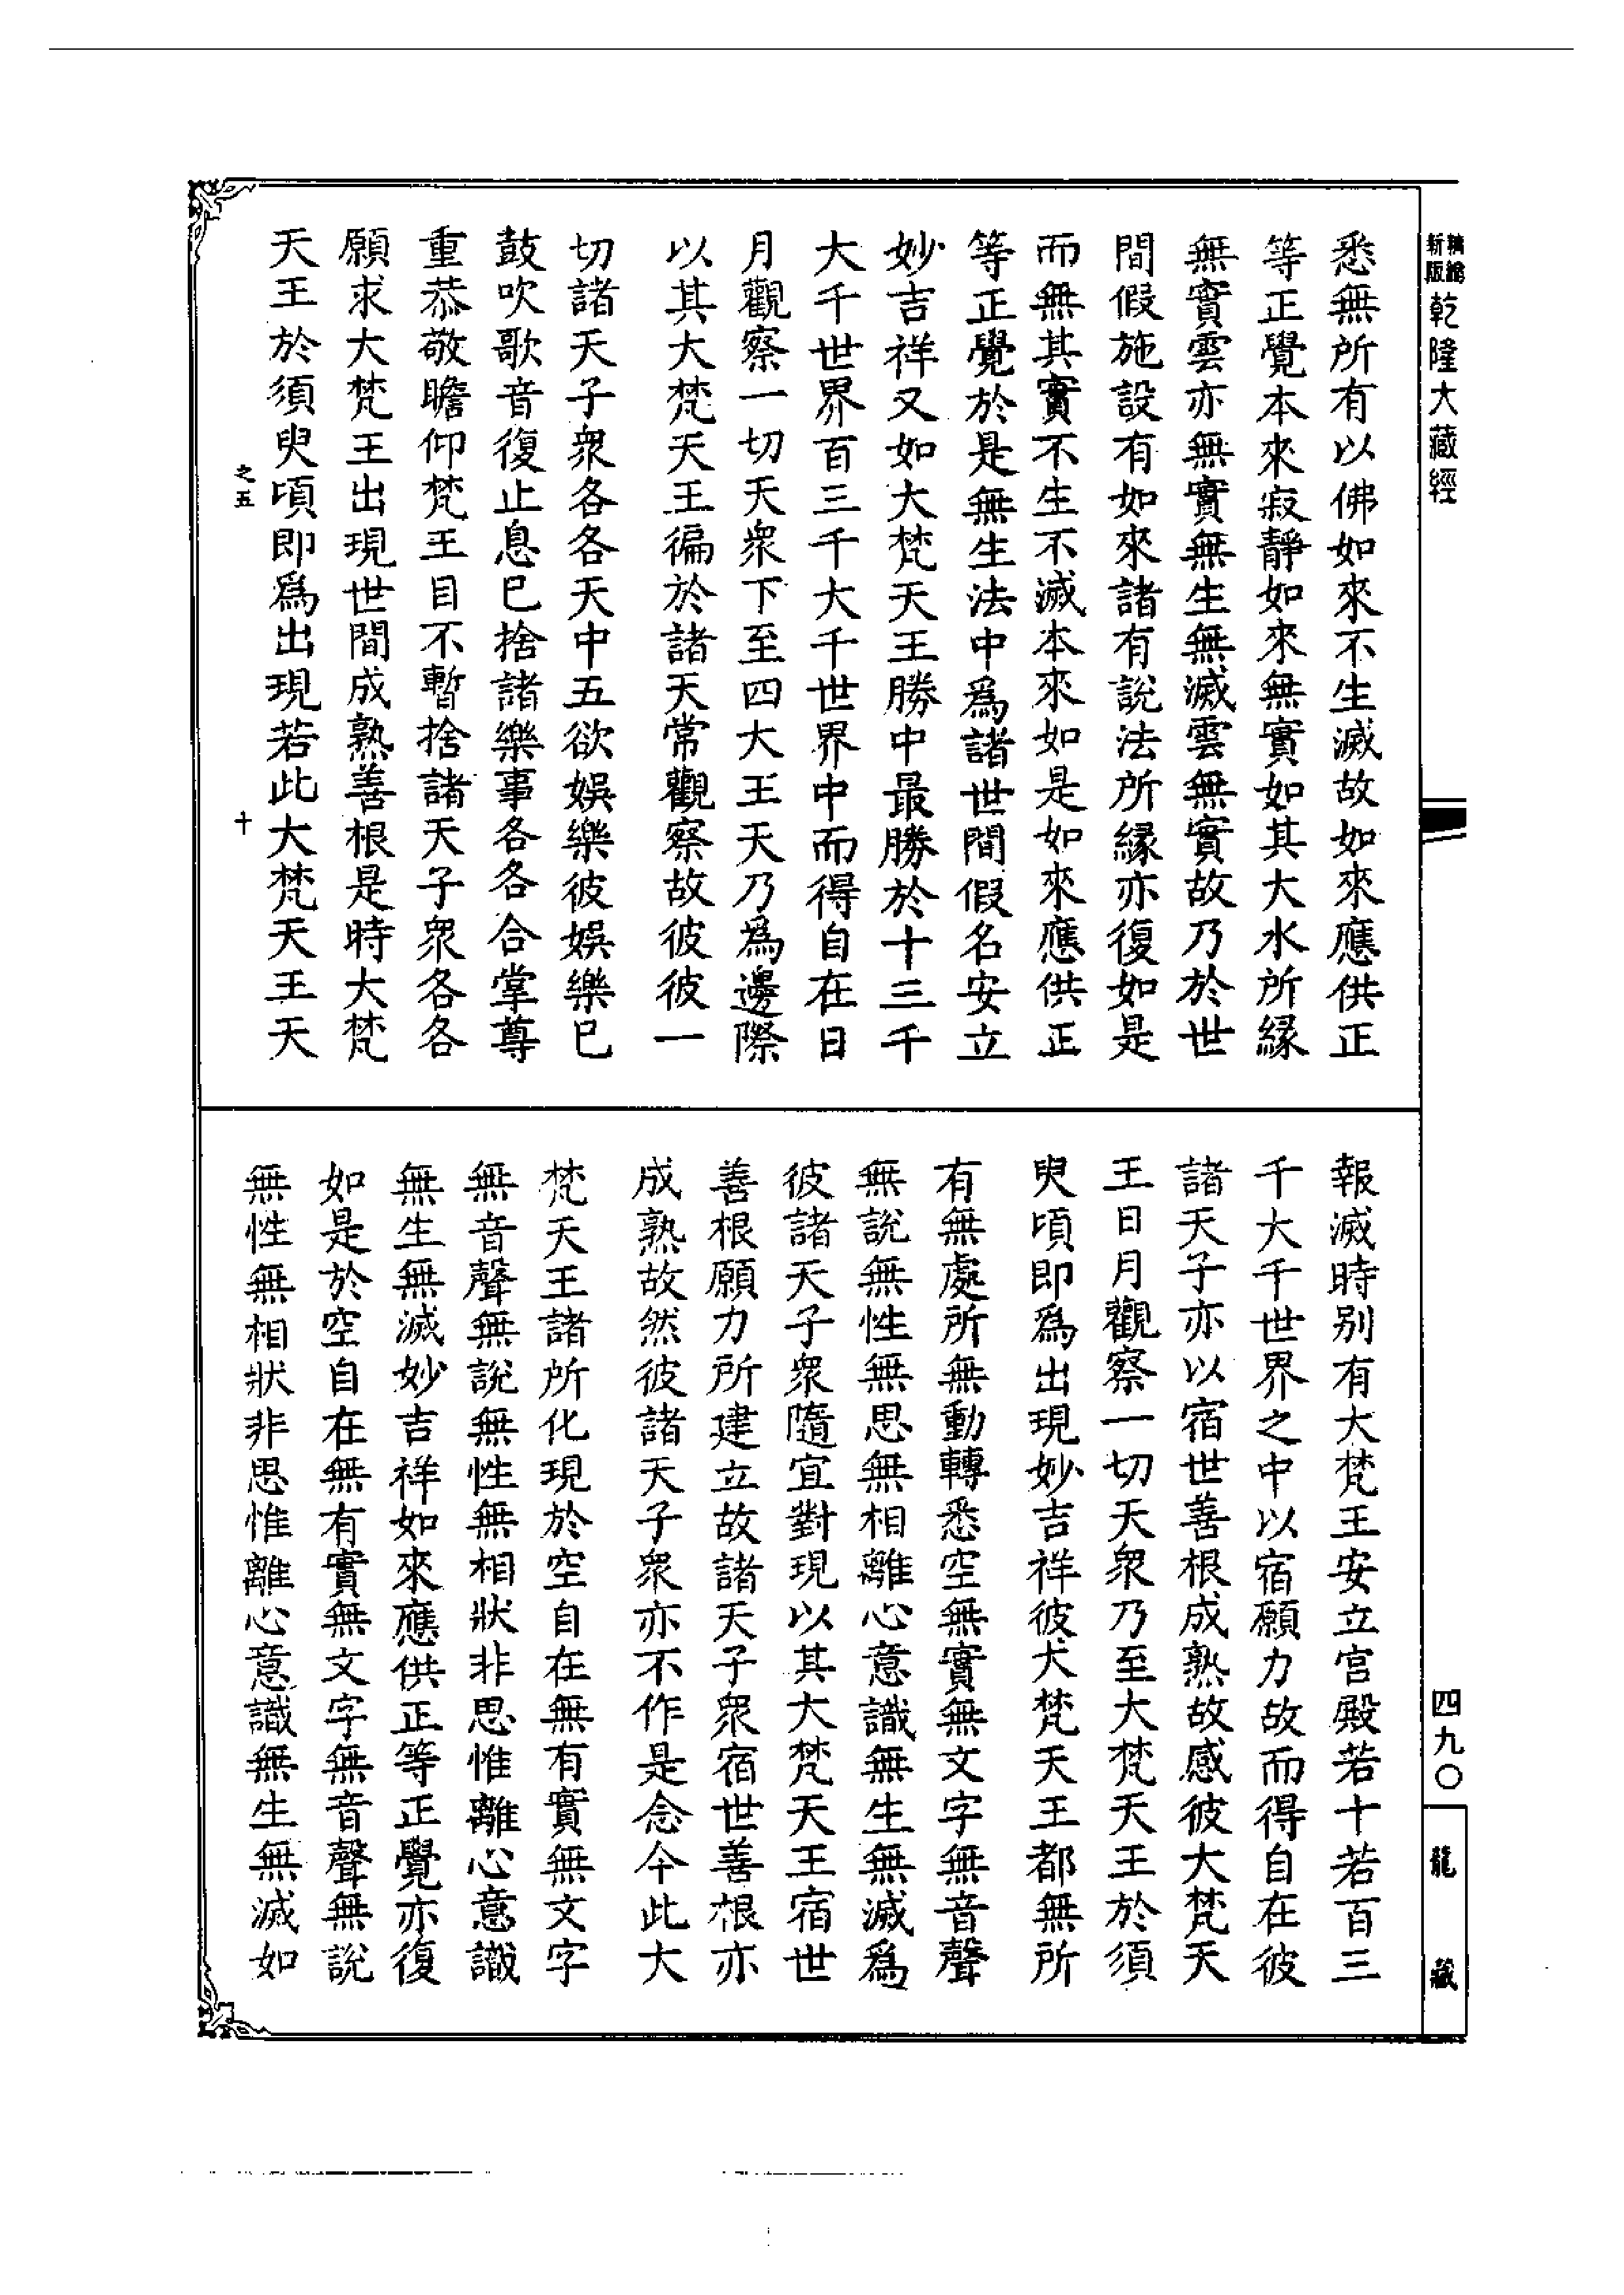 新版精繪乾隆大藏經
悉無所有以佛如來不生滅故如來應供正
等正覺本來寂靜如來無實如其大水所緣
無實雲亦無實無生無滅雲無實故乃於世
間假施設有如來諸有說法所緣亦復如是
而無其實不生不滅本來如是如來應供正
等正覺於是無生法中爲諸世間假名安立
妙吉祥又如大梵天王勝中最勝於十三千
大千世界百三千大千世界中而得自在日
月觀察一切天衆下至四大王天乃爲邊際
以其大梵天王徧於諸天常觀察故彼彼一
切諸天子衆各各天中五欲娛樂彼娛樂已
鼓吹歌音復止息已捨諸樂事各各合掌尊
重恭敬瞻仰梵王目不暫捨諸天子衆各各
願求大梵王出現世間成熟善根是時大梵
天王於須臾頃即爲出現若此大梵天王天
之五
十
報滅時別有大梵王安立宮殿若十若百三
千大千世界之中以宿願力故而得自在彼
諸天子亦以宿世善根成熟故感彼大梵天
王日月觀察一切天衆乃至大梵天王於須
臾頃即爲出現妙吉祥彼大梵天王都無所
有無處所無動轉悉空無實無文字無音聲
無說無性無思無相離心意識無生無滅爲
彼諸天子衆隨宜對現以其大梵天王宿世
善根願力所建立故諸天子衆宿世善根亦
成熟故然彼諸天子衆亦不作是念今此大
梵天王諸所化現於空自在無有實無文字
無音聲無說無性無相狀非思惟離心意識
無生無滅妙吉祥如來應供正等正覺亦復
如是於空自在無有實無文字無音聲無說
無性無相狀非思惟離心意識無生無滅如
四九〇
龍藏